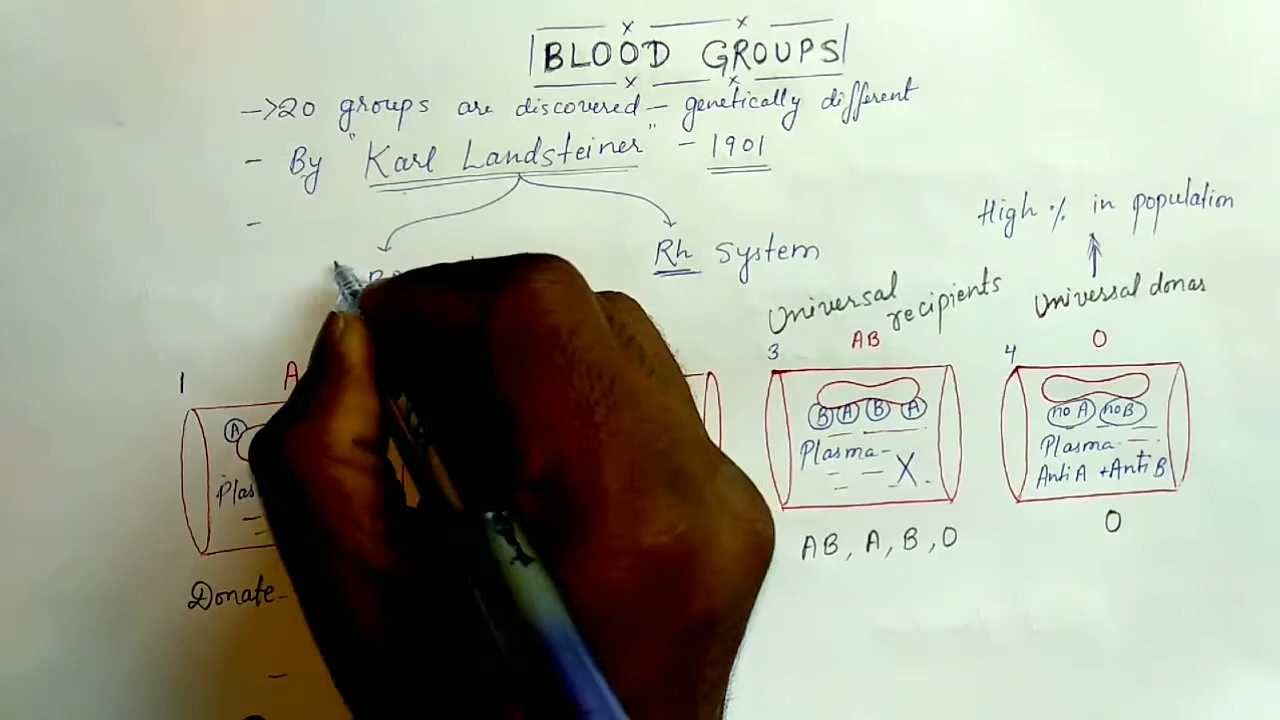 BLOOD GROUPS
->20 groups are discovered - genetically different
- By "Karl Landsteiner" - 1901
-
Rh System
High % in population
Universal recipients
Universal donas
1 A
3 AB
4 O
A
B A B A
no A no B
Plasma - X
Plasma
Anti A + Anti B
Donate -
AB, A, B, O
O